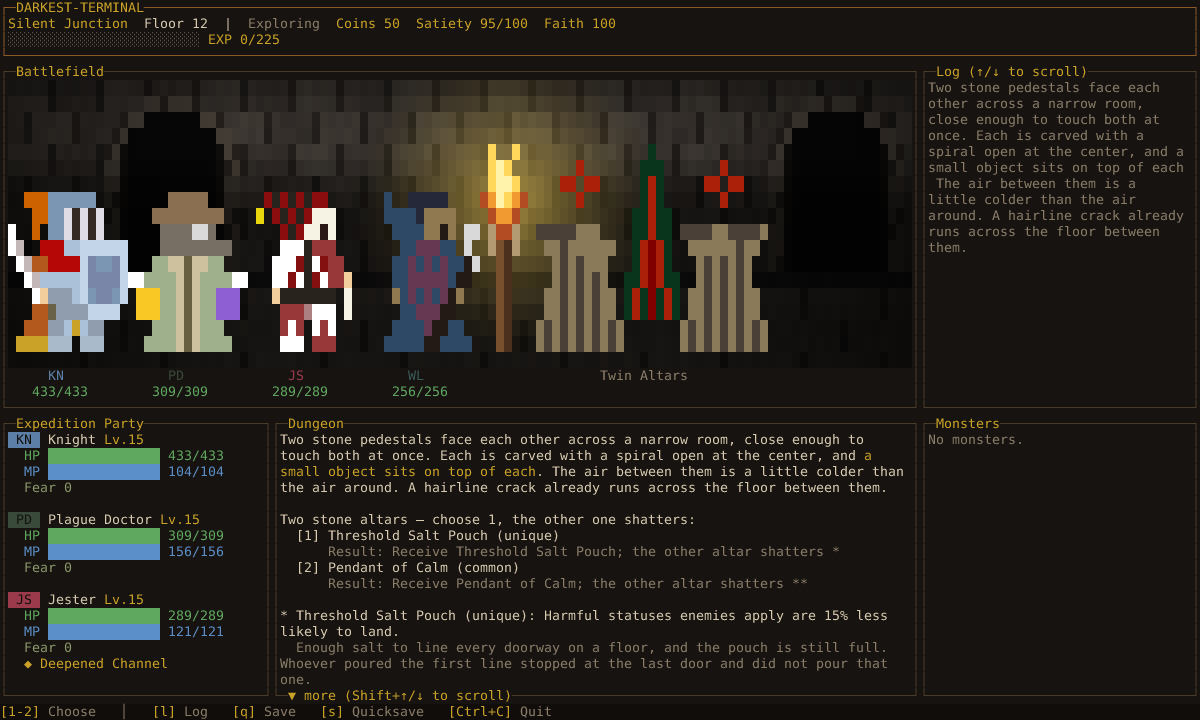 DARKEST-TERMINAL
Silent Junction  Floor 12  |  Exploring  Coins 50  Satiety 95/100  Faith 100
EXP 0/225
Battlefield
KN PD JS WL Twin Altars
433/433 309/309 289/289 256/256
Log (↑/↓ to scroll)
Two stone pedestals face each
other across a narrow room,
close enough to touch both at
once. Each is carved with a
spiral open at the center, and a
small object sits on top of each
. The air between them is a
little colder than the air
around. A hairline crack already
runs across the floor between
them.
Expedition Party
KN Knight Lv.15
HP 433/433
MP 104/104
Fear 0
PD Plague Doctor Lv.15
HP 309/309
MP 156/156
Fear 0
JS Jester Lv.15
HP 289/289
MP 121/121
Fear 0
◆ Deepened Channel
Dungeon
Two stone pedestals face each other across a narrow room, close enough to
touch both at once. Each is carved with a spiral open at the center, and a
small object sits on top of each. The air between them is a little colder than
the air around. A hairline crack already runs across the floor between them.
Two stone altars — choose 1, the other one shatters:
[1] Threshold Salt Pouch (unique)
Result: Receive Threshold Salt Pouch; the other altar shatters *
[2] Pendant of Calm (common)
Result: Receive Pendant of Calm; the other altar shatters **
* Threshold Salt Pouch (unique): Harmful statuses enemies apply are 15% less
likely to land.
Enough salt to line every doorway on a floor, and the pouch is still full.
Whoever poured the first line stopped at the last door and did not pour that
one.
▼ more (Shift+↑/↓ to scroll)
Monsters
No monsters.
[1-2] Choose │ [l] Log [q] Save [s] Quicksave [Ctrl+C] Quit